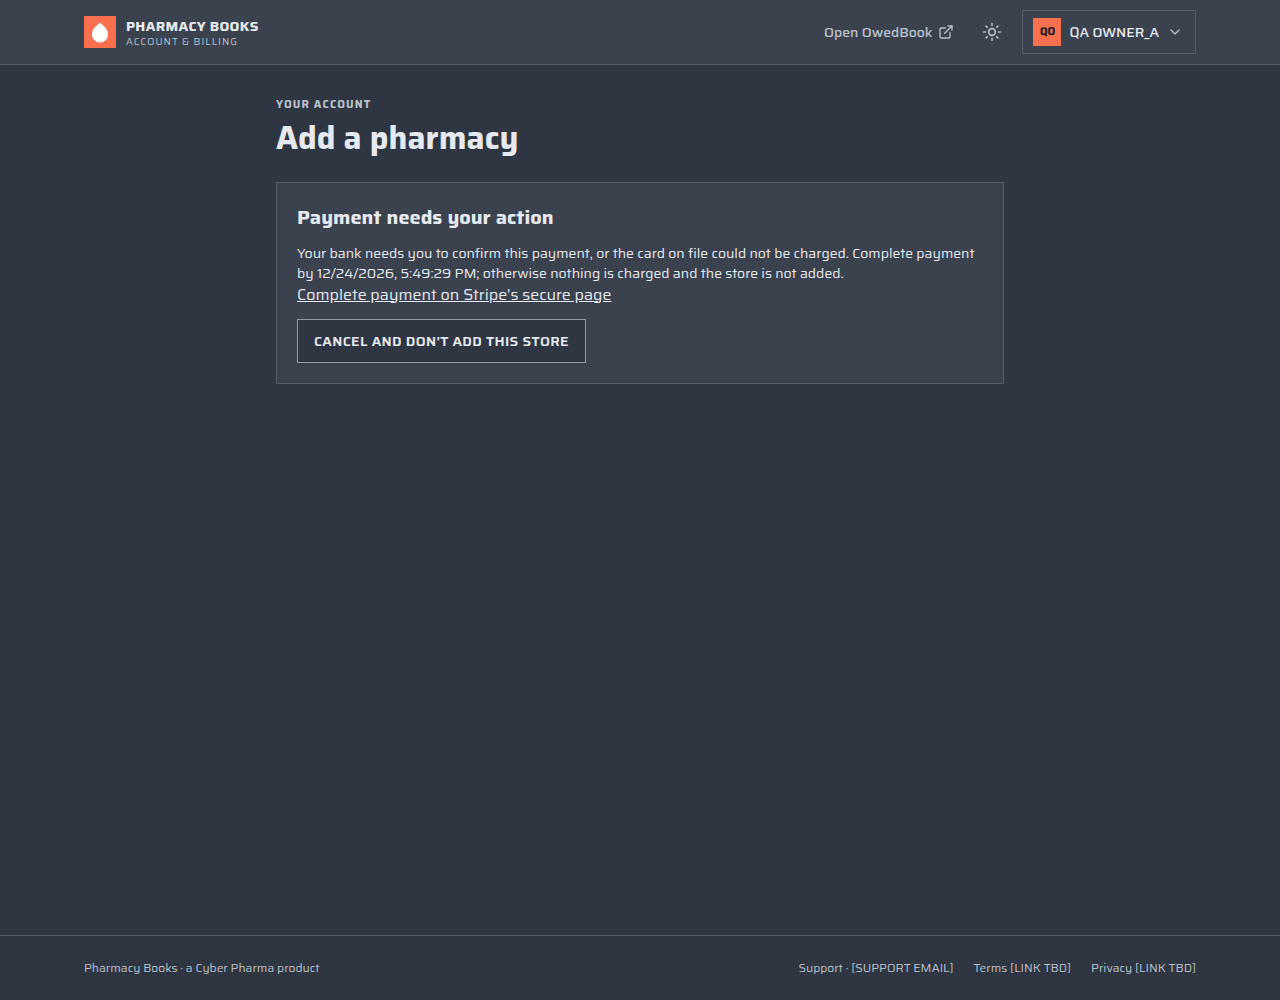 PHARMACY BOOKS
ACCOUNT & BILLING
Open OwedBook
QO
QA OWNER_A
YOUR ACCOUNT
Add a pharmacy
Payment needs your action
Your bank needs you to confirm this payment, or the card on file could not be charged. Complete payment
by 12/24/2026, 5:49:29 PM; otherwise nothing is charged and the store is not added.
Complete payment on Stripe's secure page
CANCEL AND DON'T ADD THIS STORE
Pharmacy Books · a Cyber Pharma product
Support · [SUPPORT EMAIL]
Terms [LINK TBD]
Privacy [LINK TBD]